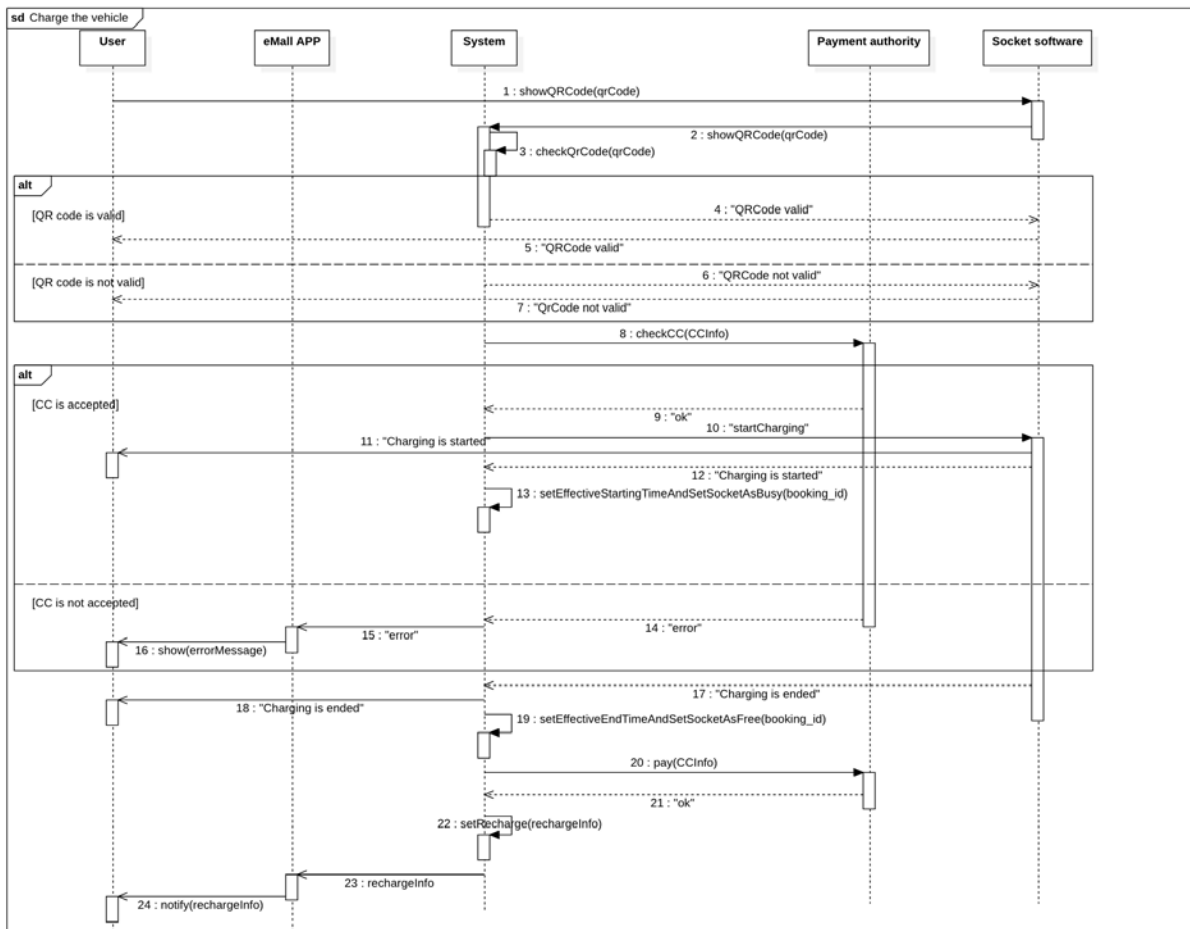 sd Charge the vehicle
User
eMall APP
System
Payment authority
Socket software
1 : showQRCode(qrCode)
2 : showQRCode(qrCode)
3 : checkQrCode(qrCode)
alt
[QR code is valid]
4 : "QRCode valid"
5 : "QRCode valid"
[QR code is not valid]
6 : "QRCode not valid"
7 : "QrCode not valid"
8 : checkCC(CCInfo)
alt
[CC is accepted]
9 : "ok"
10 : "startCharging"
11 : "Charging is started"
12 : "Charging is started"
13 : setEffectiveStartingTimeAndSetSocketAsBusy(booking_id)
[CC is not accepted]
14 : "error"
15 : "error"
16 : show(errorMessage)
17 : "Charging is ended"
18 : "Charging is ended"
19 : setEffectiveEndTimeAndSetSocketAsFree(booking_id)
20 : pay(CCInfo)
21 : "ok"
22 : setRecharge(rechargeInfo)
23 : rechargeInfo
24 : notify(rechargeInfo)